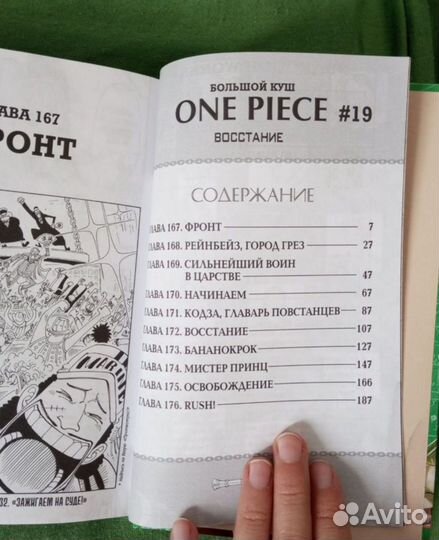 ЛАВА 167
РОНТ
32. «ЗАЖИГАЕМ НА СУДЕ!»
БОЛЬШОЙ КУШ
ONE PIECE #19
ВОССТАНИЕ
СОДЕРЖАНИЕ
ГЛАВА 167. ФРОНТ 7
ГЛАВА 168. РЕЙНБЕЙЗ, ГОРОД ГРЕЗ 27
ГЛАВА 169. СИЛЬНЕЙШИЙ ВОИН
В ЦАРСТВЕ 47
ГЛАВА 170. НАЧИНАЕМ 67
ГЛАВА 171. КОДЗА, ГЛАВАРЬ ПОВСТАНЦЕВ 87
ГЛАВА 172. ВОССТАНИЕ 107
ГЛАВА 173. БАНАНОКРОК 127
ГЛАВА 174. МИСТЕР ПРИНЦ 147
ГЛАВА 175. ОСВОБОЖДЕНИЕ 166
ГЛАВА 176. RUSH! 187
Avito